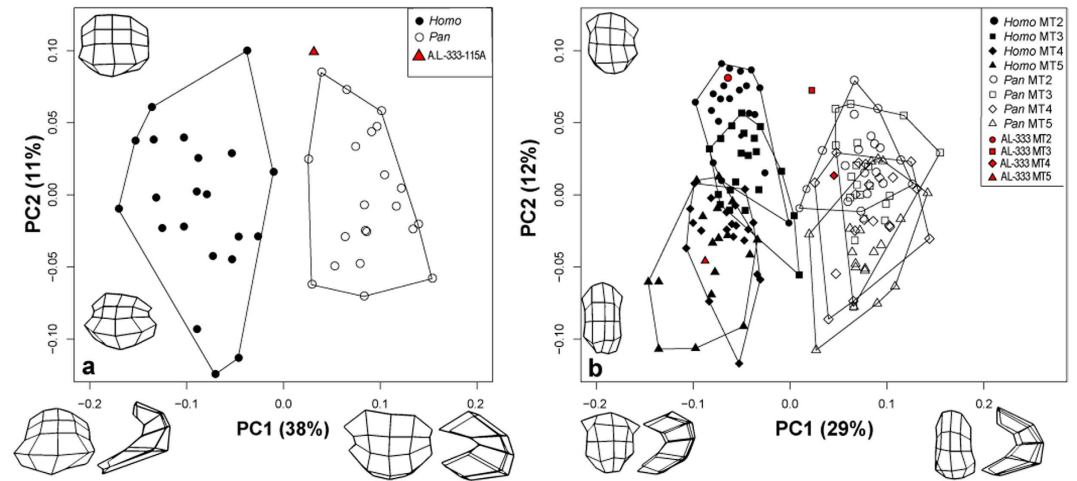 PC2 (11%)
0.10
0.05
0.00
−0.05
−0.10
Homo
Pan
A.L.-333-115A
a
−0.2
−0.1
0.0
0.1
0.2
PC1 (38%)
PC2 (12%)
0.10
0.05
0.00
−0.05
−0.10
Homo MT2
Homo MT3
Homo MT4
Homo MT5
Pan MT2
Pan MT3
Pan MT4
Pan MT5
AL-333 MT2
AL-333 MT3
AL-333 MT4
AL-333 MT5
b
−0.2
−0.1
0.0
0.1
0.2
PC1 (29%)